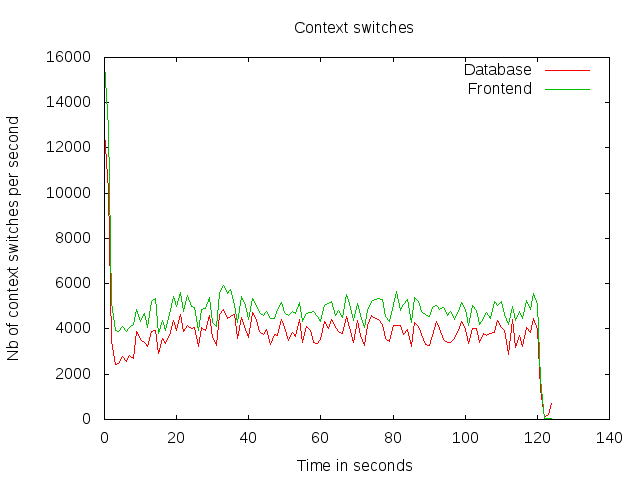 Context switches
Nb of context switches per second
16000
14000
12000
10000
8000
6000
4000
2000
0
Database
Frontend
0 20 40 60 80 100 120 140
Time in seconds